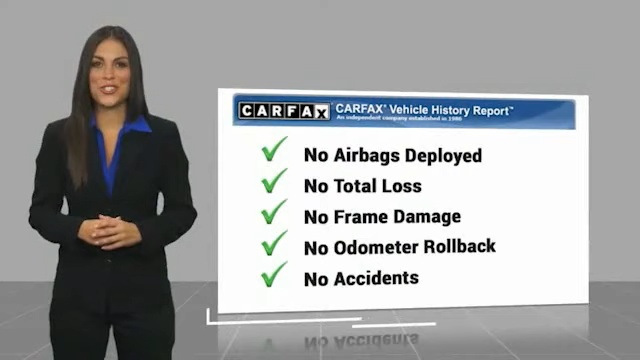 CARFAX CARFAX® Vehicle History Report™
An independent company established in 1986
No Airbags Deployed
No Total Loss
No Frame Damage
No Odometer Rollback
No Accidents